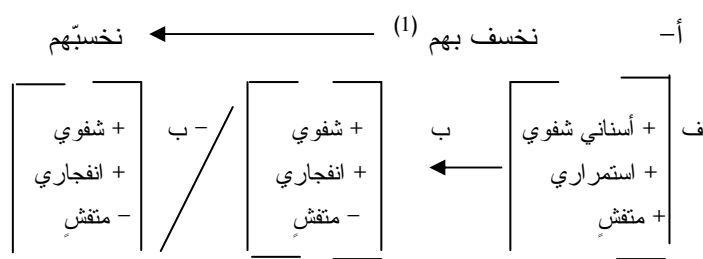 أ- نخسف بهم (1) نخسبّهم
ف + أسناني شفوي ب + شفوي - ب + شفوي
+ استمراري + انفجاري + انفجاري
+ متفشٍ - متفشٍ - متفشٍ